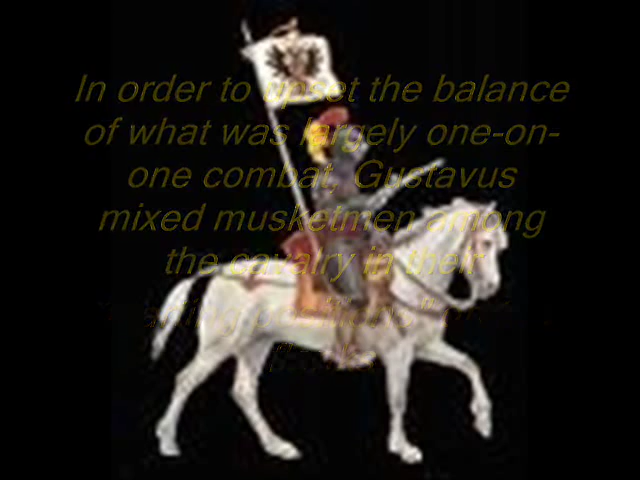 In order to upset the balance
of what was largely one-on-
one combat, Gustavus
mixed musketmen among
the cavalry in their